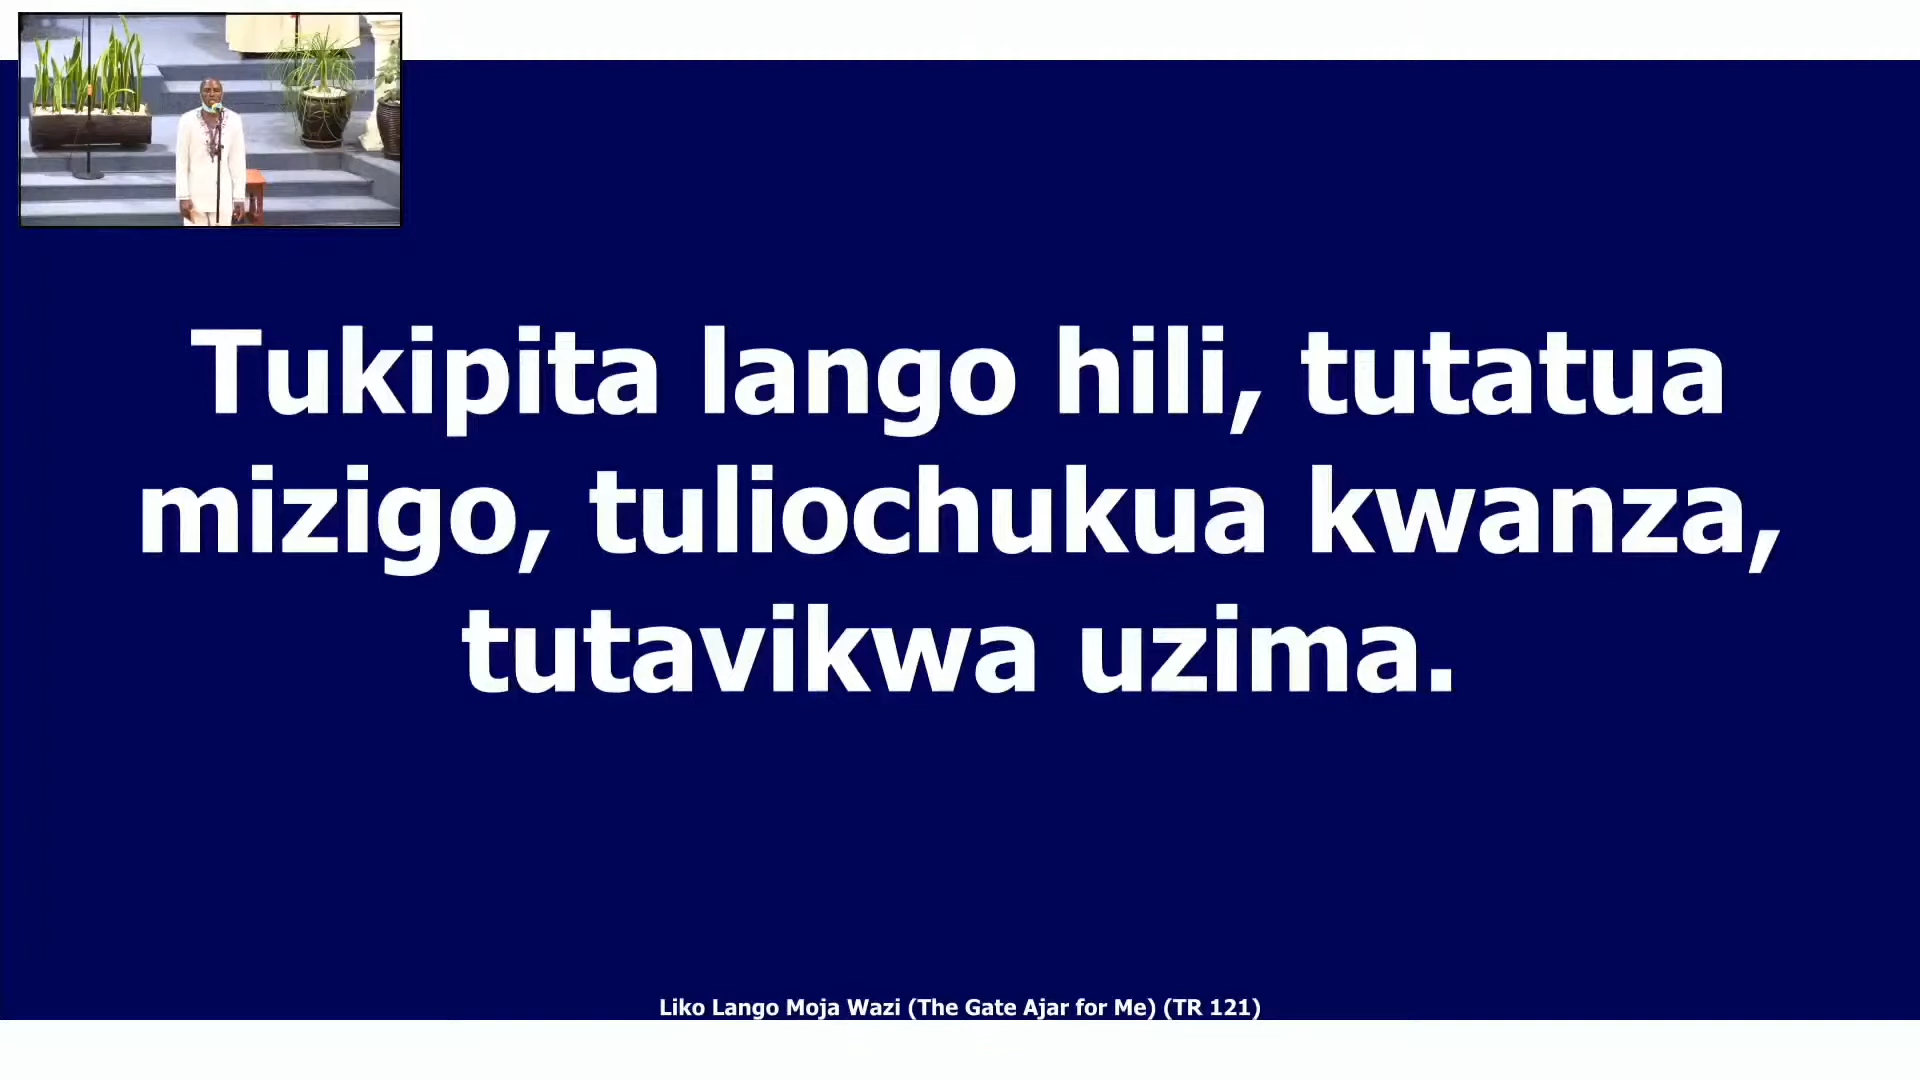 Tukipita lango hili, tutatua
mizigo, tuliochukua kwanza,
tutavikwa uzima.
Liko Lango Moja Wazi (The Gate Ajar for Me) (TR 121)